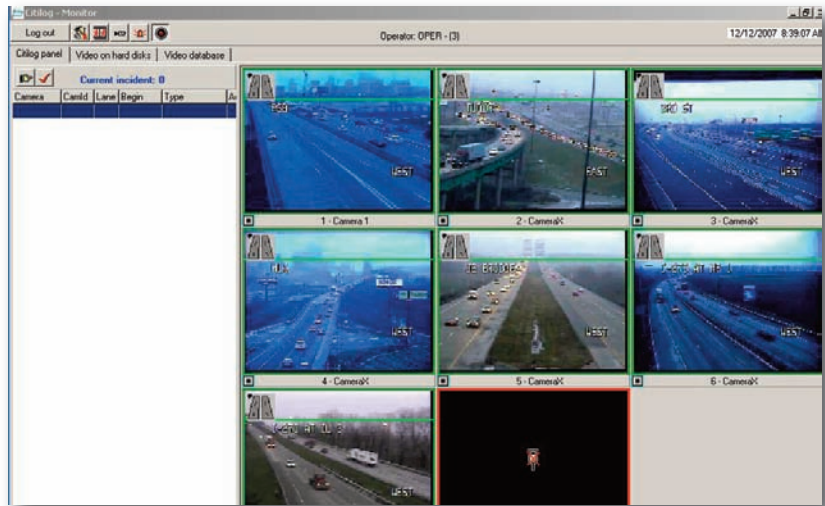 Citilog - Monitor
Log out
Operator: OPER - (3)
12/12/2007 8:39:07 AM
Citilog panel
Video on hard disks
Video database
Current incident: 0
Camera CamId Lane Begin Type
WEST
EAST
BRO ST
WEST
1 - Camera 1
2 - CameraX
3 - CameraX
WEST
WEST
WEST
4 - CameraX
5 - CameraX
6 - CameraX
WEST